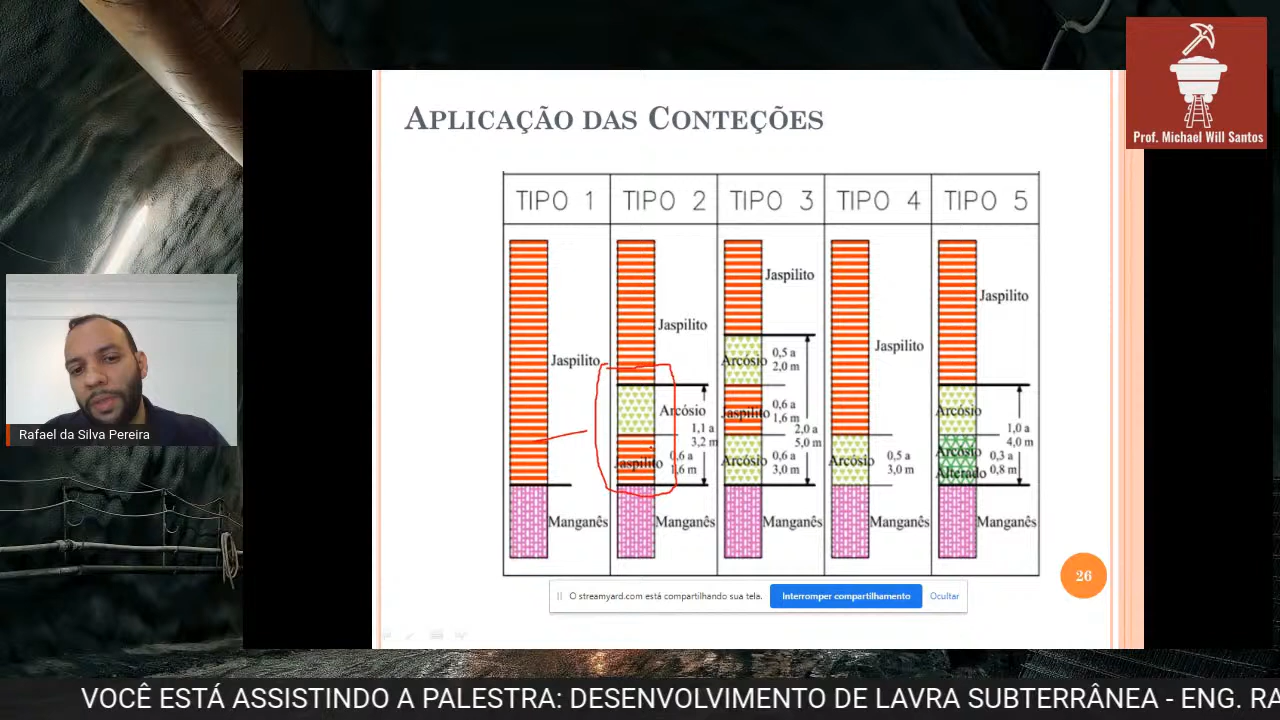 Prof. Michael Will Santos
APLICAÇÃO DAS CONTEÇÕES
TIPO 1
TIPO 2
TIPO 3
TIPO 4
TIPO 5
Jaspilito
Manganês
Jaspilito
Arcósio
1,1 a
3,2 m
Jaspilito
0,6 a
1,6 m
Manganês
Jaspilito
Arcósio
0,5 a
2,0 m
Jaspilito
0,6 a
1,6 m
2,0 a
5,0 m
Arcósio
0,6 a
3,0 m
Manganês
Jaspilito
Arcósio
0,5 a
3,0 m
Manganês
Jaspilito
Arcósio
1,0 a
4,0 m
Arcósio
Alterado
0,3 a
0,8 m
Manganês
26
Rafael da Silva Pereira
O streamyard.com está compartilhando sua tela.
Interromper compartilhamento
Ocultar
VOCÊ ESTÁ ASSISTINDO A PALESTRA: DESENVOLVIMENTO DE LAVRA SUBTERRÂNEA - ENG. RA